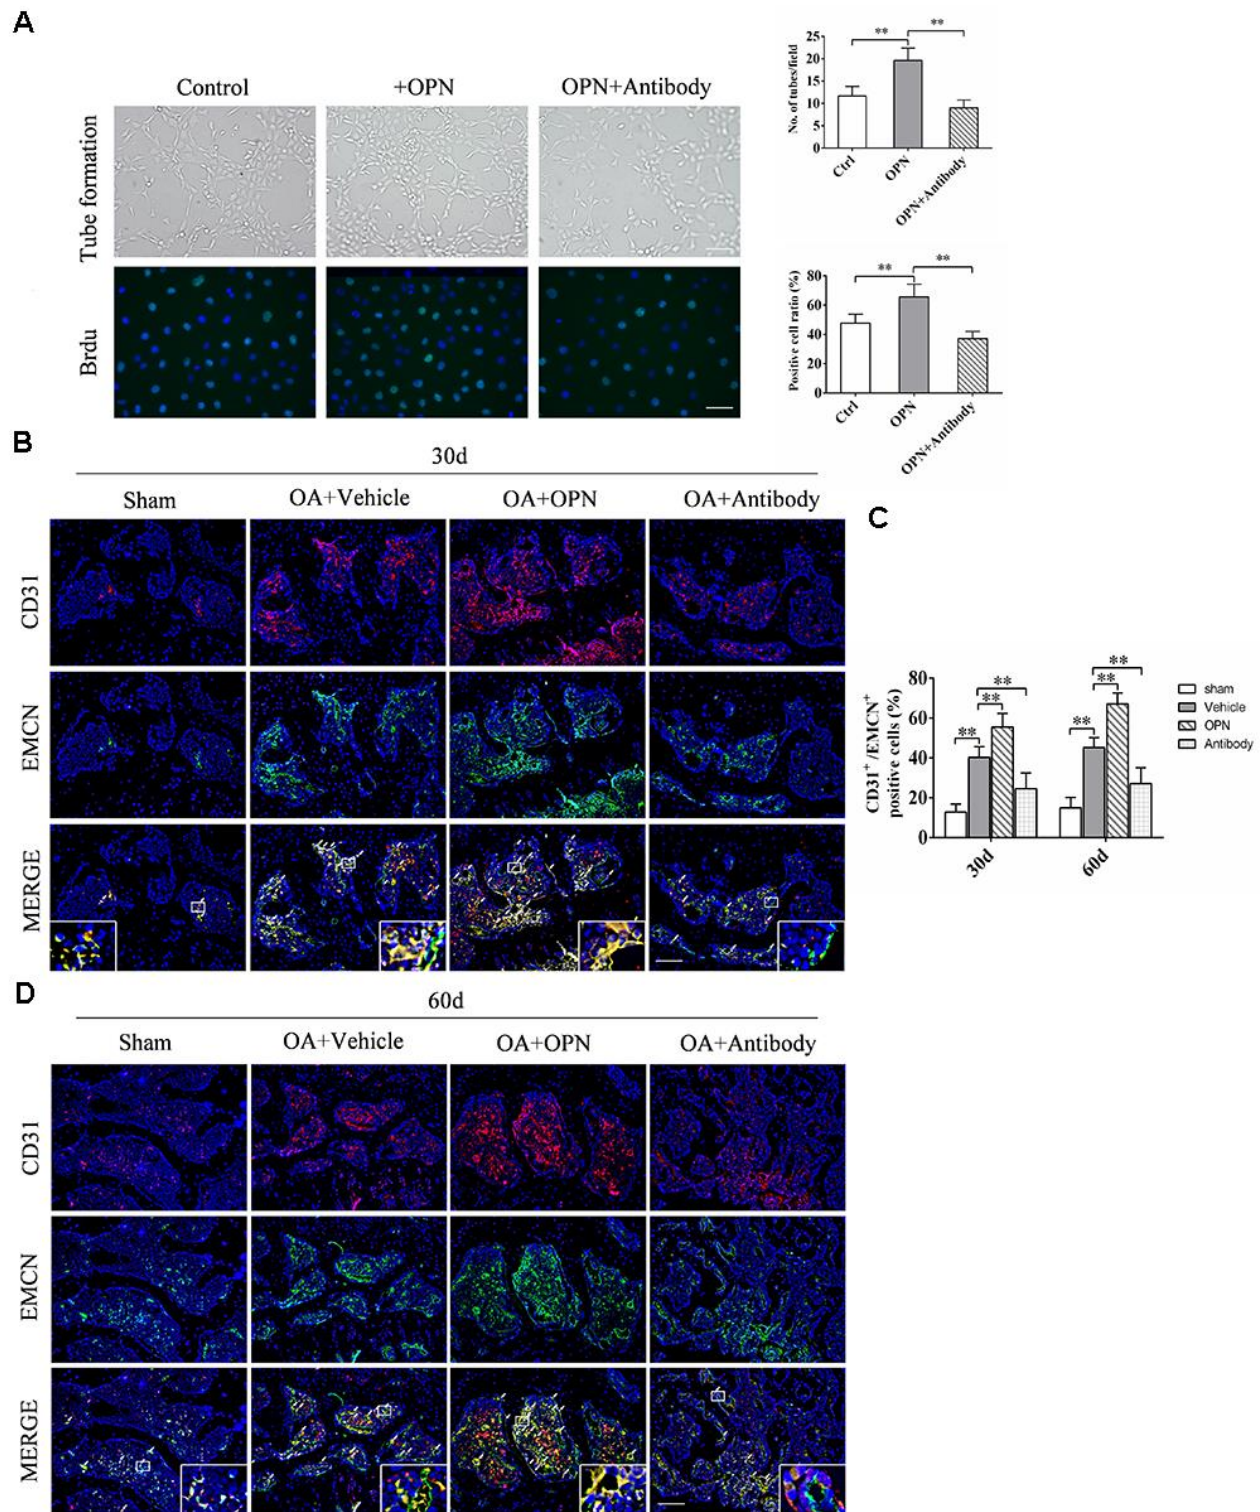 A
Control +OPN OPN+Antibody
Tube formation
Brdu
No. of tubes/field
25
20
15
10
5
0
** **
Ctrl OPN OPN+Antibody
Positive cell ratio (%)
80
60
40
20
0
** **
Ctrl OPN OPN+Antibody
B
30d
Sham OA+Vehicle OA+OPN OA+Antibody
CD31
EMCN
MERGE
C
CD31+/EMCN+
positive cells (%)
80
60
40
20
0
** ** **
** ** **
30d 60d
sham
Vehicle
OPN
Antibody
D
60d
Sham OA+Vehicle OA+OPN OA+Antibody
CD31
EMCN
MERGE